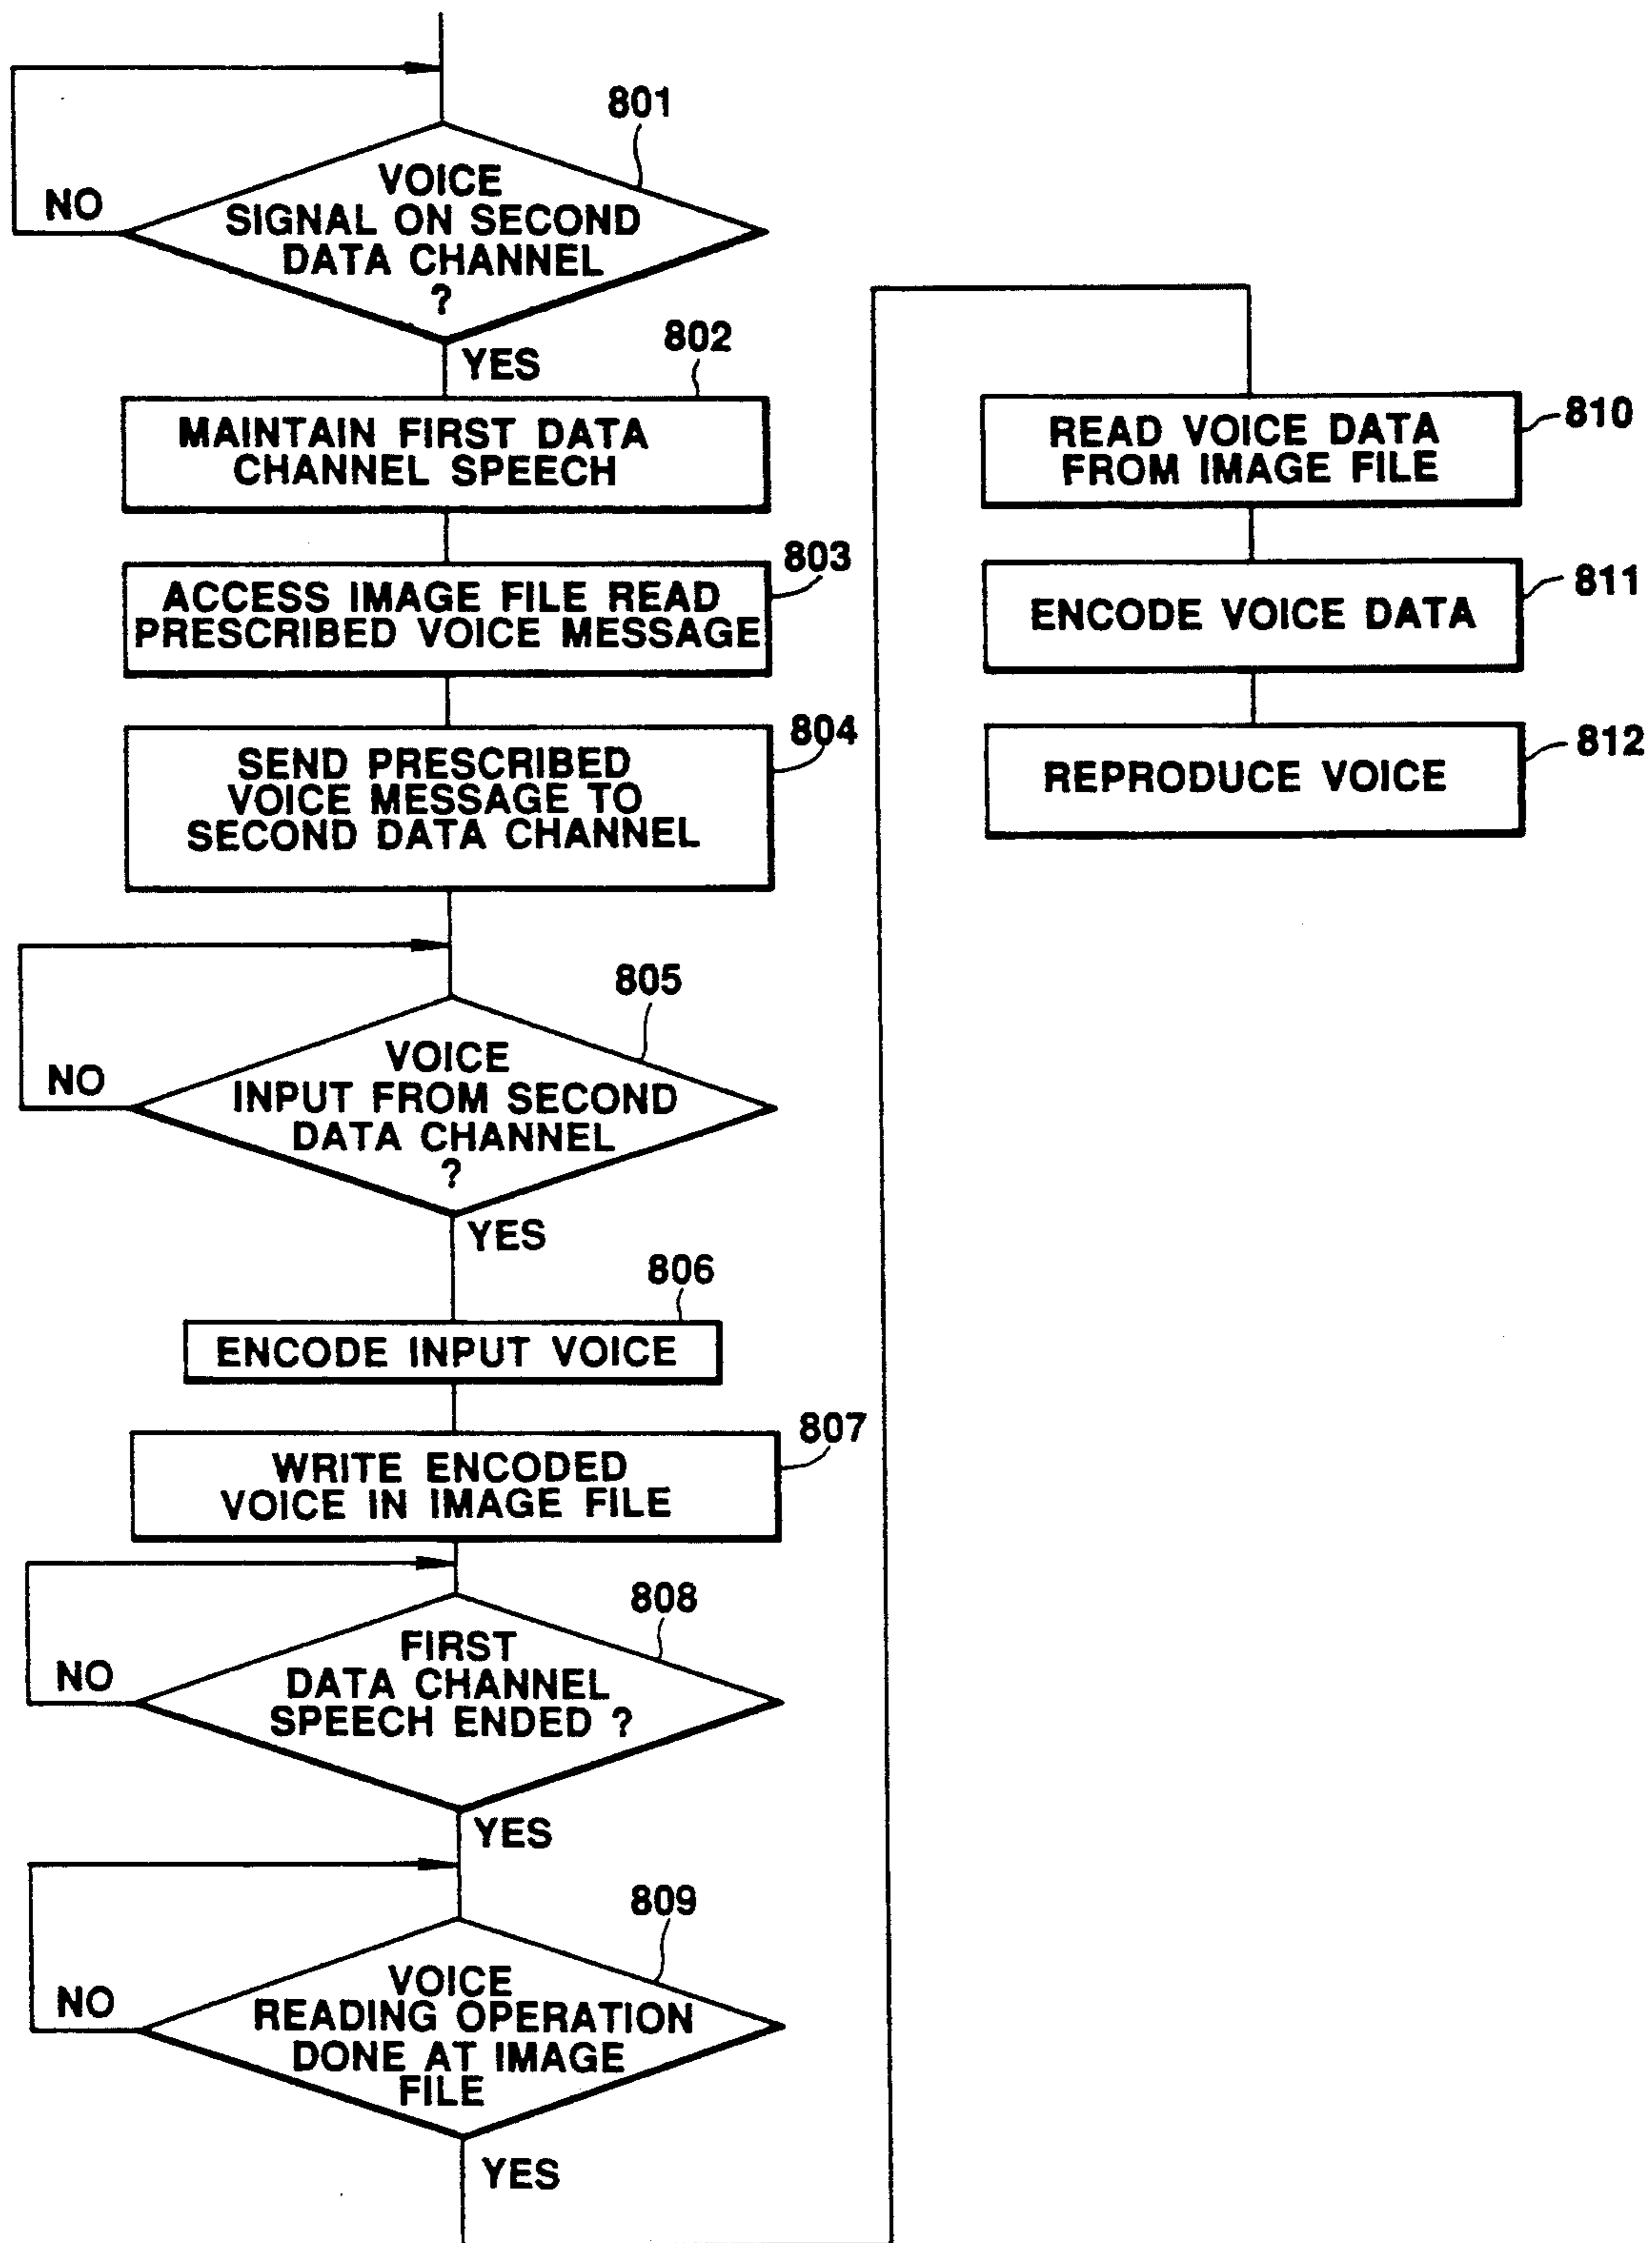 801
VOICE
SIGNAL ON SECOND
DATA CHANNEL
?
NO
YES
802
MAINTAIN FIRST DATA
CHANNEL SPEECH
803
ACCESS IMAGE FILE READ
PRESCRIBED VOICE MESSAGE
804
SEND PRESCRIBED
VOICE MESSAGE TO
SECOND DATA CHANNEL
805
VOICE
INPUT FROM SECOND
DATA CHANNEL
?
NO
YES
806
ENCODE INPUT VOICE
807
WRITE ENCODED
VOICE IN IMAGE FILE
808
FIRST
DATA CHANNEL
SPEECH ENDED ?
NO
YES
809
VOICE
READING OPERATION
DONE AT IMAGE
FILE
NO
YES
810
READ VOICE DATA
FROM IMAGE FILE
811
ENCODE VOICE DATA
812
REPRODUCE VOICE